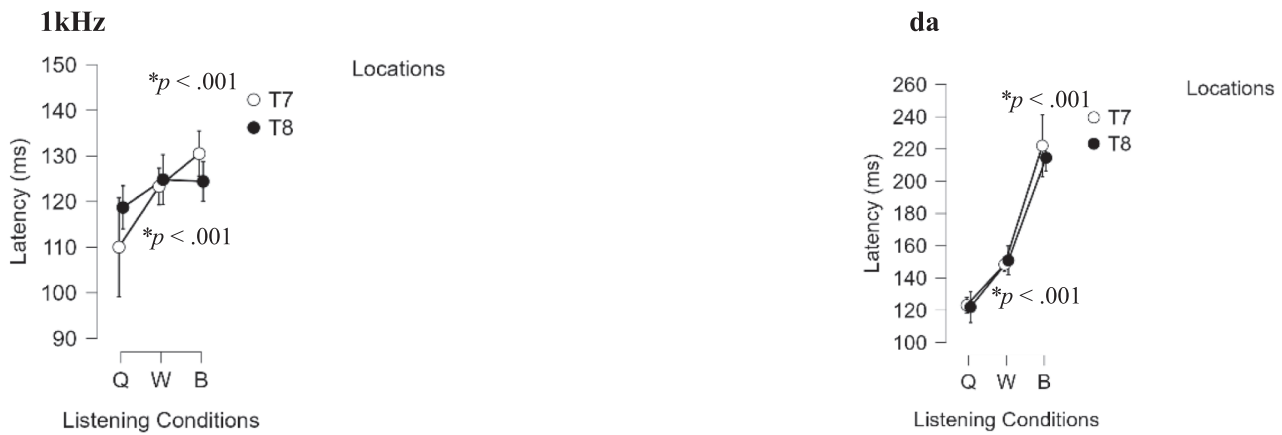 1kHz
150
140
130
120
110
100
90
Latency (ms)
*p < .001
*p < .001
Locations
T7
T8
Q W B
Listening Conditions
da
260
240
220
200
180
160
140
120
100
Latency (ms)
*p < .001
*p < .001
Locations
T7
T8
Q W B
Listening Conditions